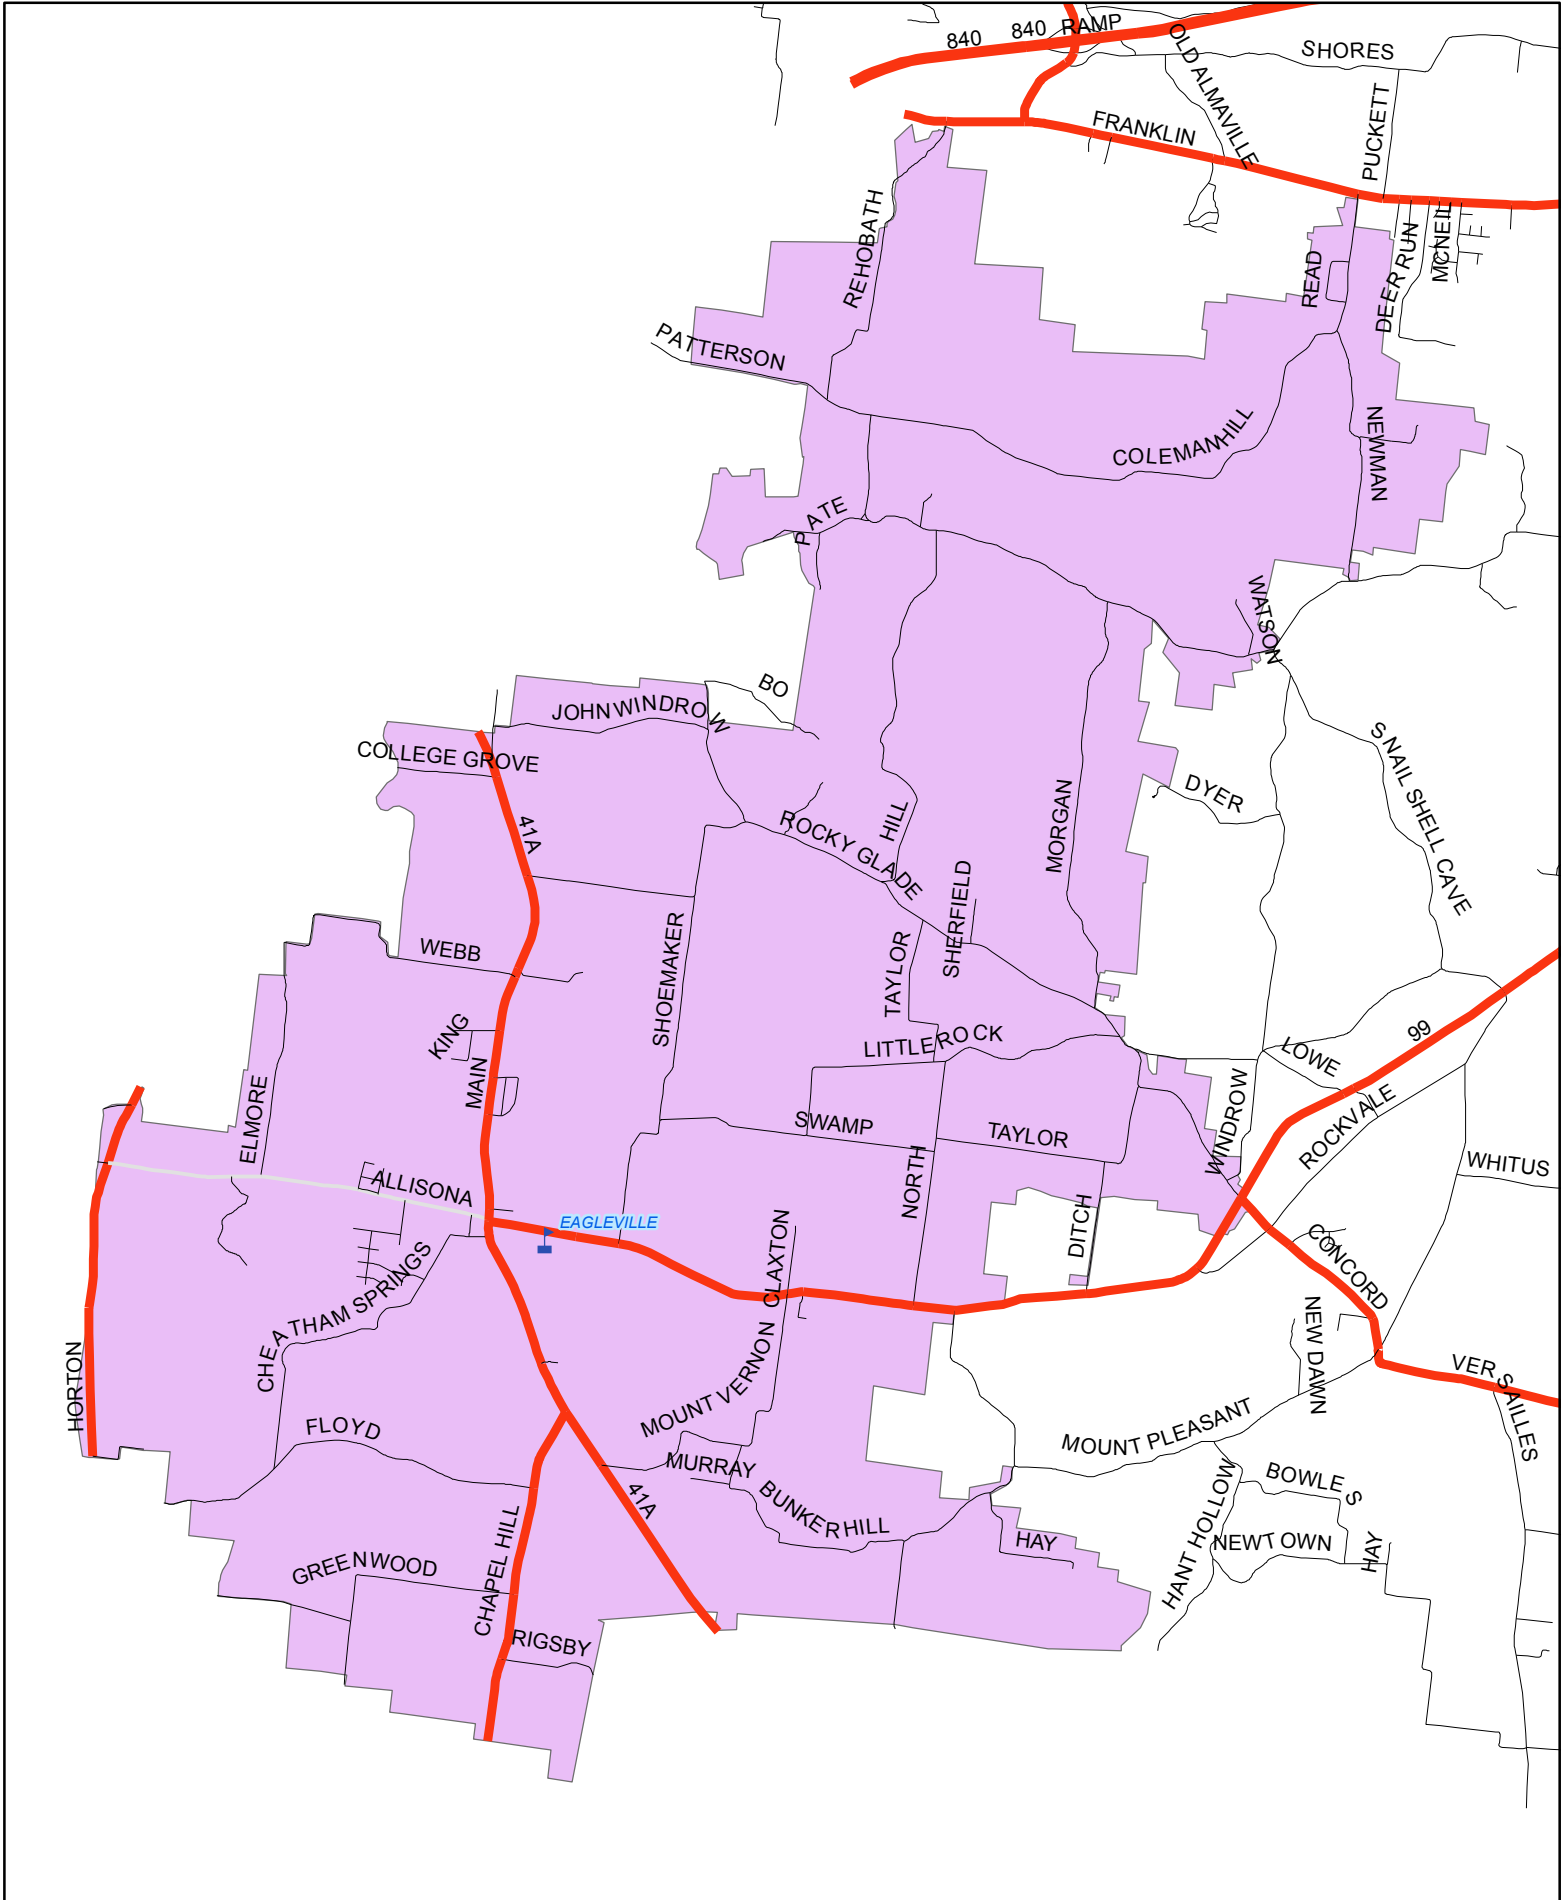 840
840 RAMP
SHORES
OLD ALMAVILLE
FRANKLIN
PUCKETT
REHOBATH
READ
DEER RUN
MCNEIL
PATTERSON
COLEMAN HILL
NEWMAN
PATE
WATSON
BO
JOHN WINDROW
COLLEGE GROVE
SNAIL SHELL CAVE
DYER
41A
ROCKY GLADE
HILL
MORGAN
SHERFIELD
WEBB
SHOEMAKER
TAYLOR
KING
LITTLE ROCK
99
LOWE
MAIN
ELMORE
SWAMP
TAYLOR
WINDROW
ROCKVALE
WHITUS
ALLISONA
NORTH
DITCH
EAGLEVILLE
CLAXTON
CONCORD
CHEATHAM SPRINGS
NEW DAWN
HORTON
MOUNT VERNON
VERSAILLES
FLOYD
MOUNT PLEASANT
MURRAY
BOWLES
41A
BUNKER HILL
HANT HOLLOW
HAY
NEWTOWN
HAY
GREENWOOD
CHAPEL HILL
RIGSBY